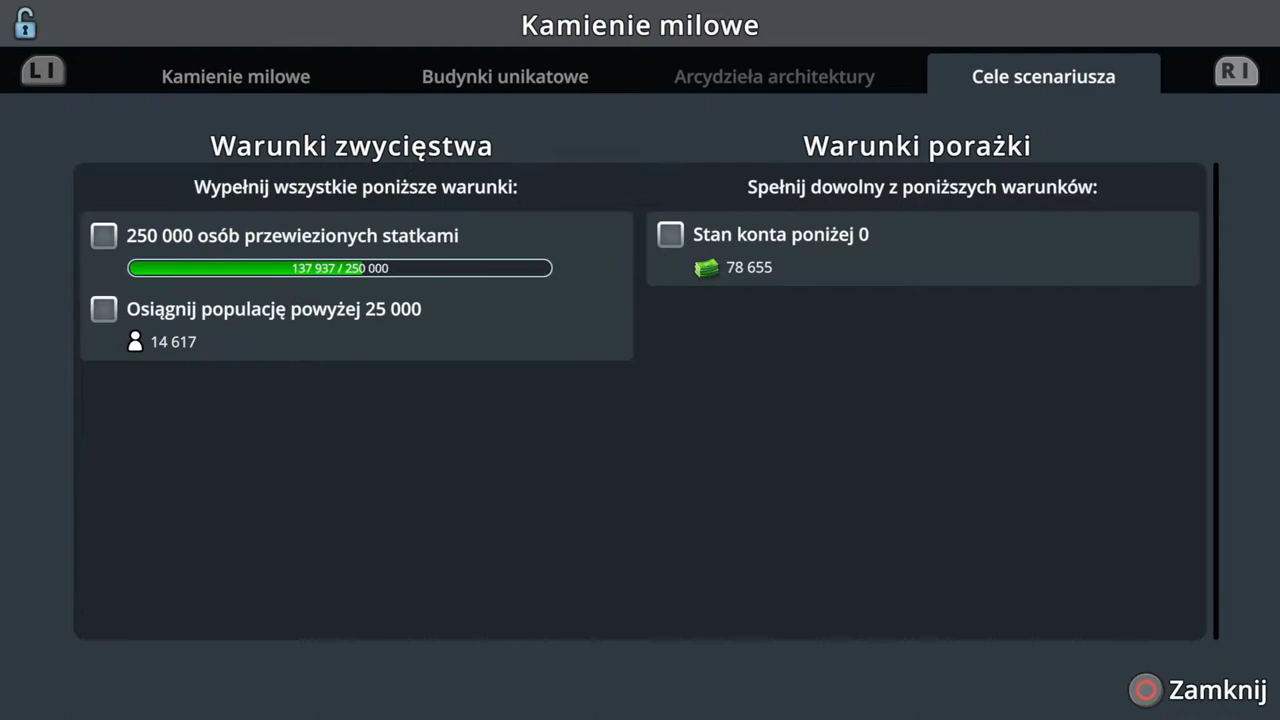 Kamienie milowe
L1
Kamienie milowe
Budynki unikatowe
Arcydzieła architektury
Cele scenariusza
R1
Warunki zwycięstwa
Wypełnij wszystkie poniższe warunki:
250 000 osób przewiezionych statkami
137 937 / 250 000
Osiągnij populację powyżej 25 000
14 617
Warunki porażki
Spełnij dowolny z poniższych warunków:
Stan konta poniżej 0
78 655
Zamknij